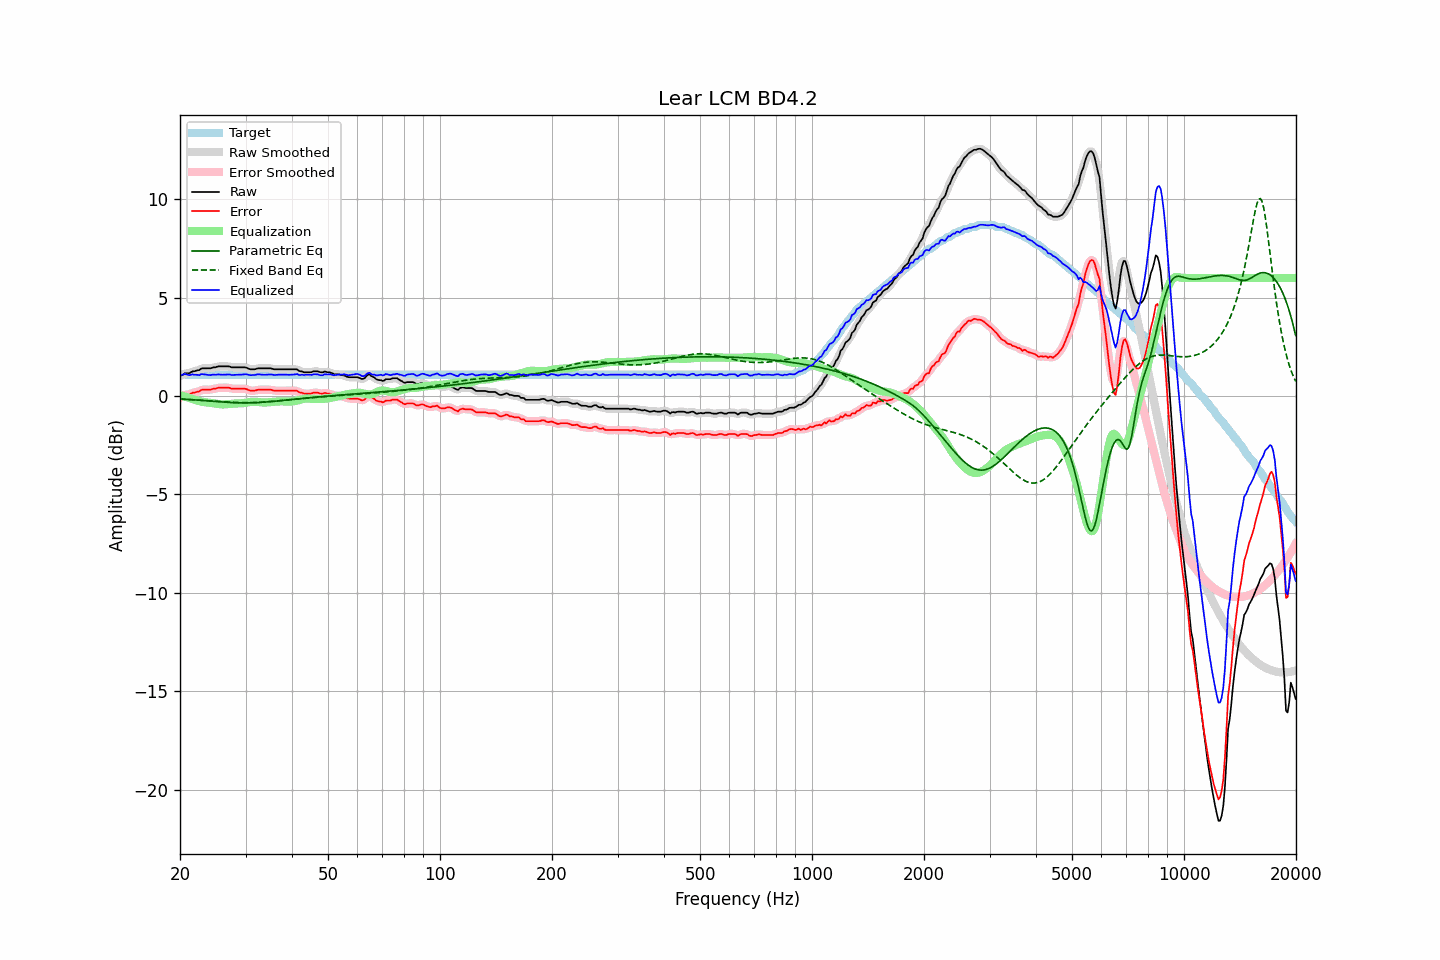 Lear LCM BD4.2
Target
Raw Smoothed
Error Smoothed
Raw
Error
Equalization
Parametric Eq
Fixed Band Eq
Equalized
10
5
0
−5
−10
−15
−20
Amplitude (dBr)
20 50 100 200 500 1000 2000 5000 10000 20000
Frequency (Hz)